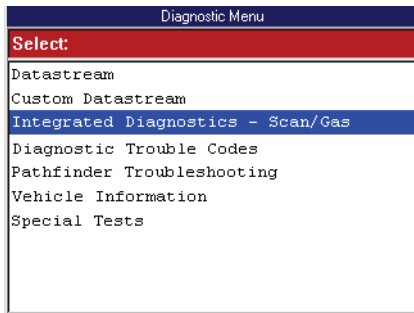 Diagnostic Menu
Select:
Datastream
Custom Datastream
Integrated Diagnostics - Scan/Gas
Diagnostic Trouble Codes
Pathfinder Troubleshooting
Vehicle Information
Special Tests